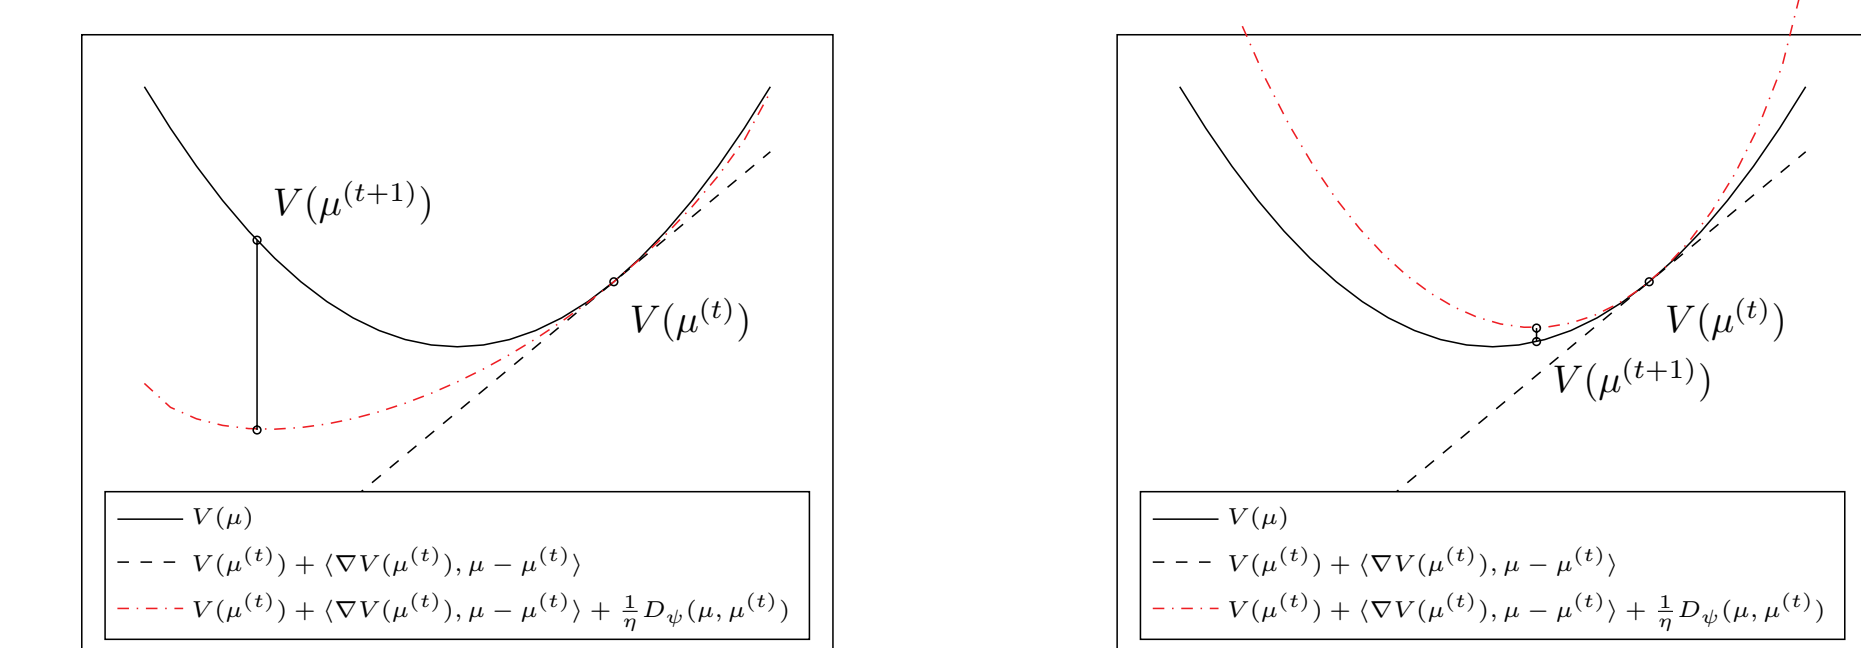 V(μ^{(t+1)})
V(μ^{(t)})
V(μ)
V(μ^{(t)}) + ⟨∇V(μ^{(t)}), μ − μ^{(t)}⟩
V(μ^{(t)}) + ⟨∇V(μ^{(t)}), μ − μ^{(t)}⟩ + \frac{1}{η} D_ψ(μ, μ^{(t)})
V(μ^{(t)})
V(μ^{(t+1)})
V(μ)
V(μ^{(t)}) + ⟨∇V(μ^{(t)}), μ − μ^{(t)}⟩
V(μ^{(t)}) + ⟨∇V(μ^{(t)}), μ − μ^{(t)}⟩ + \frac{1}{η} D_ψ(μ, μ^{(t)})